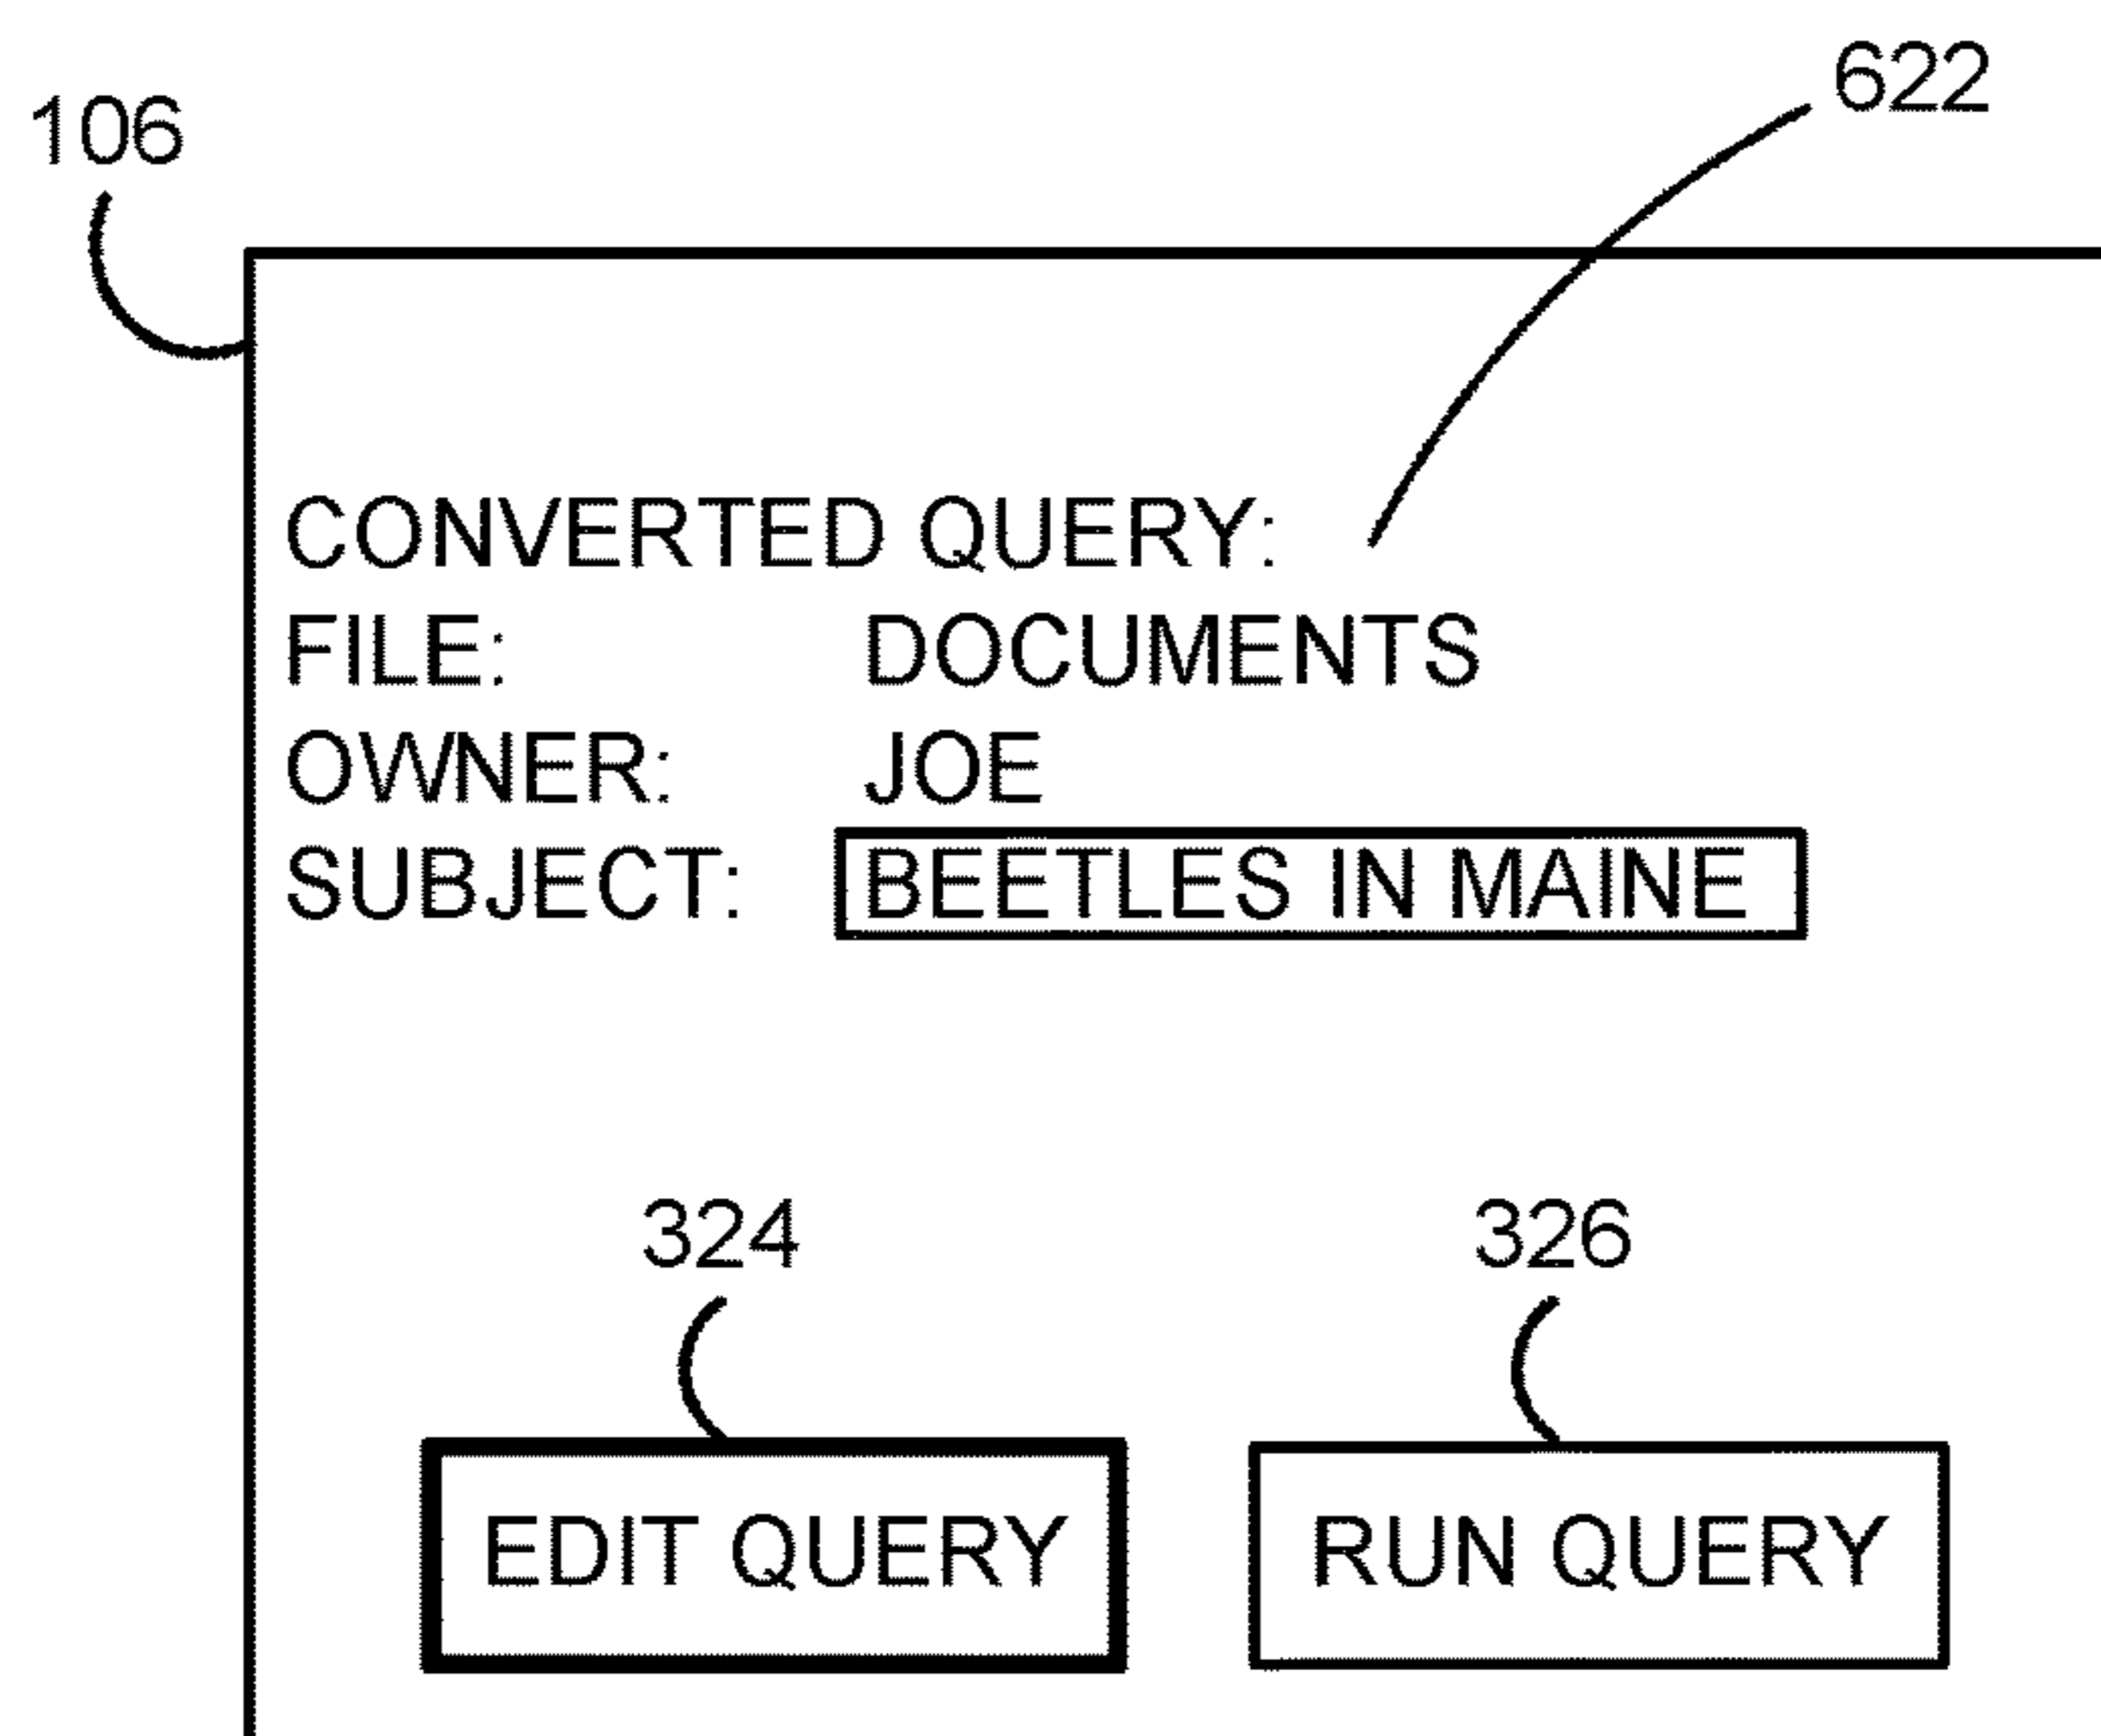 622
106
CONVERTED QUERY:
FILE: DOCUMENTS
OWNER: JOE
SUBJECT: BEETLES IN MAINE
324 326
EDIT QUERY RUN QUERY